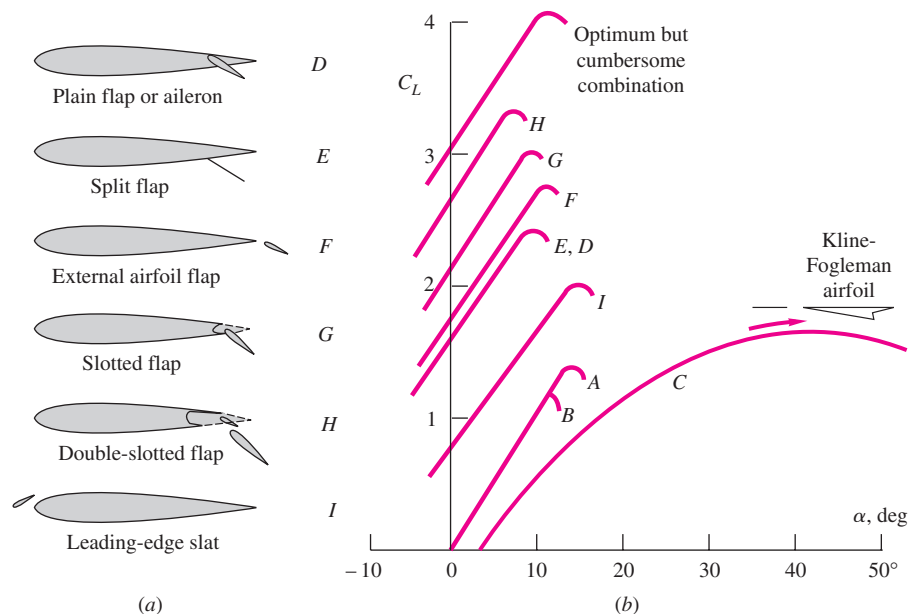 D
Plain flap or aileron
E
Split flap
F
External airfoil flap
G
Slotted flap
H
Double-slotted flap
I
Leading-edge slat
(a)
4
C_L
Optimum but
cumbersome
combination
H
3
G
F
E, D
Kline-
Fogleman
airfoil
2
I
A
C
B
1
α, deg
–10
0
10
20
30
40
50°
(b)